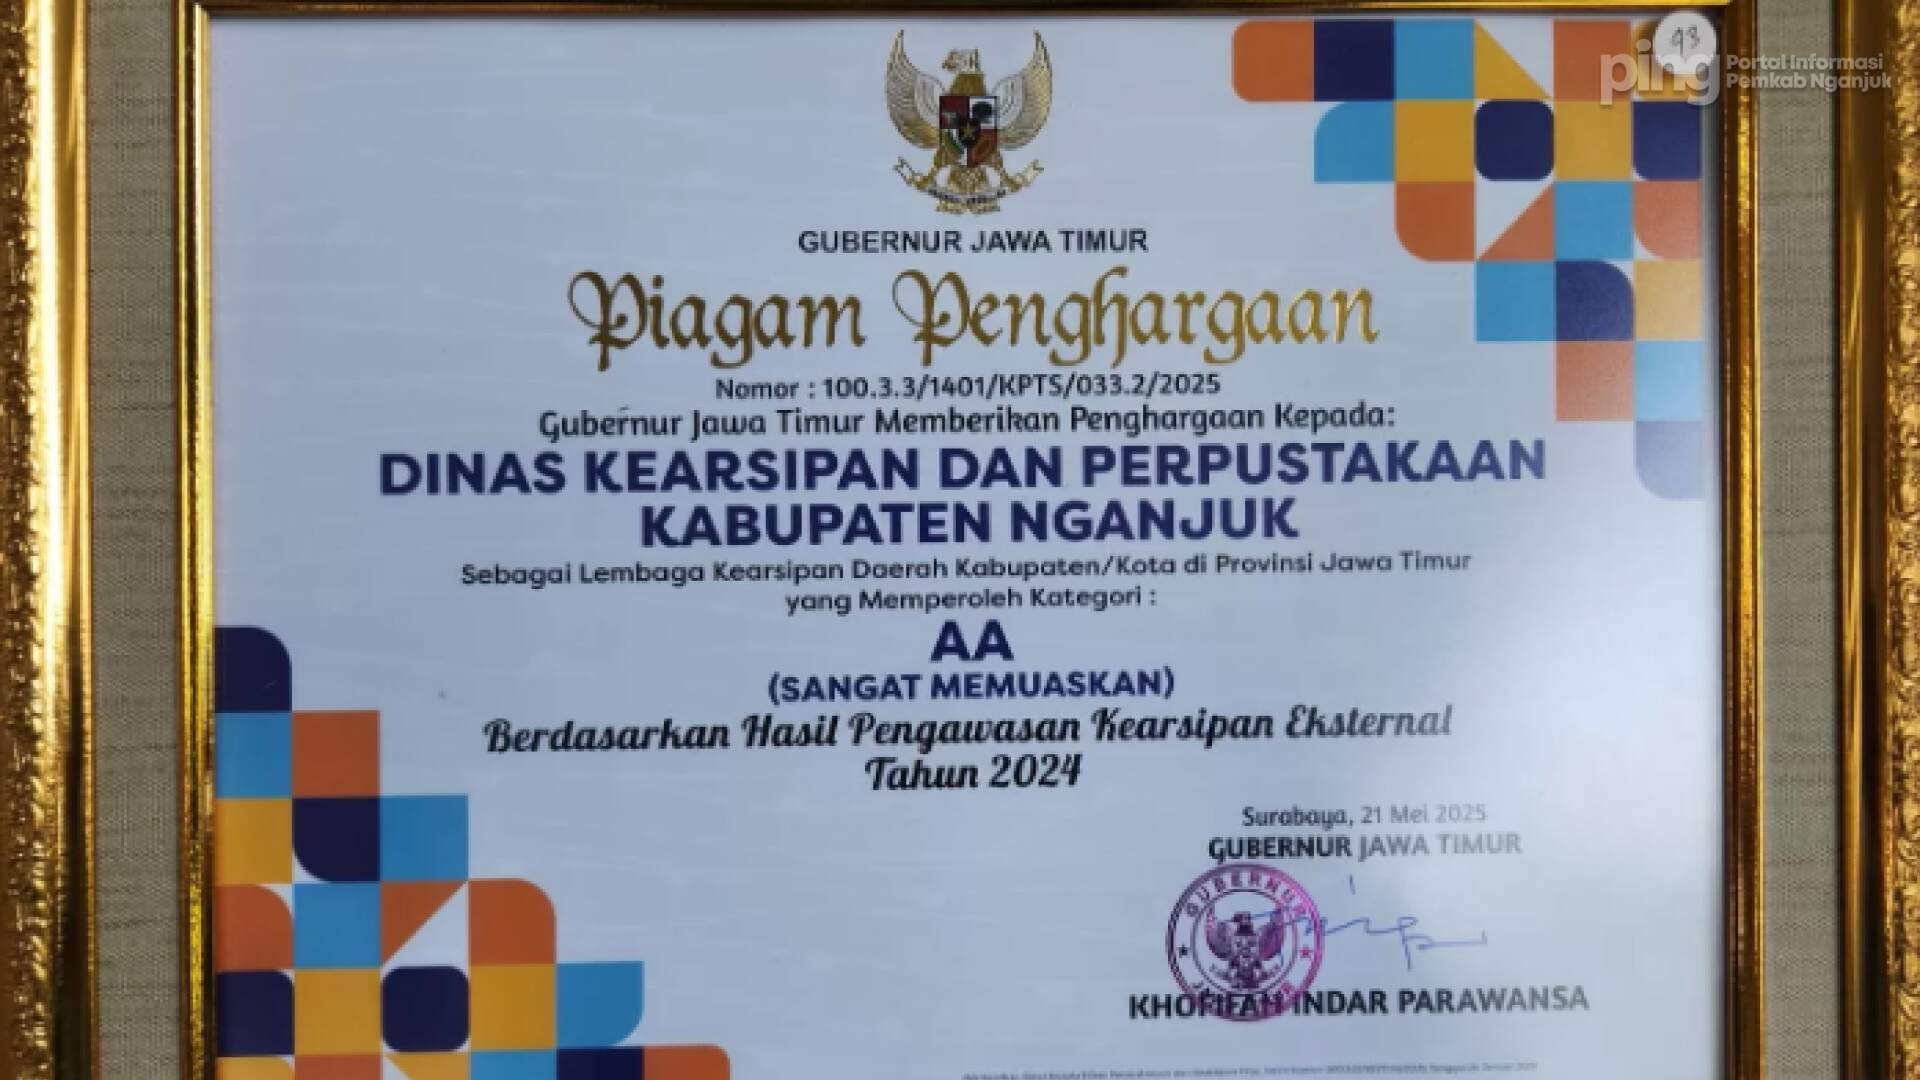 93
ping Portal Informasi
Pemkab Nganjuk
GUBERNUR JAWA TIMUR
Piagam Penghargaan
Nomor : 100.3.3/1401/KPTS/033.2/2025
Gubernur Jawa Timur Memberikan Penghargaan Kepada:
DINAS KEARSIPAN DAN PERPUSTAKAAN
KABUPATEN NGANJUK
Sebagai Lembaga Kearsipan Daerah Kabupaten/Kota di Provinsi Jawa Timur
yang Memperoleh Kategori :
AA
(SANGAT MEMUASKAN)
Berdasarkan Hasil Pengawasan Kearsipan Eksternal
Tahun 2024
Surabaya, 21 Mei 2025
GUBERNUR JAWA TIMUR
GUBERNUR
KHOFIFAH INDAR PARAWANSA